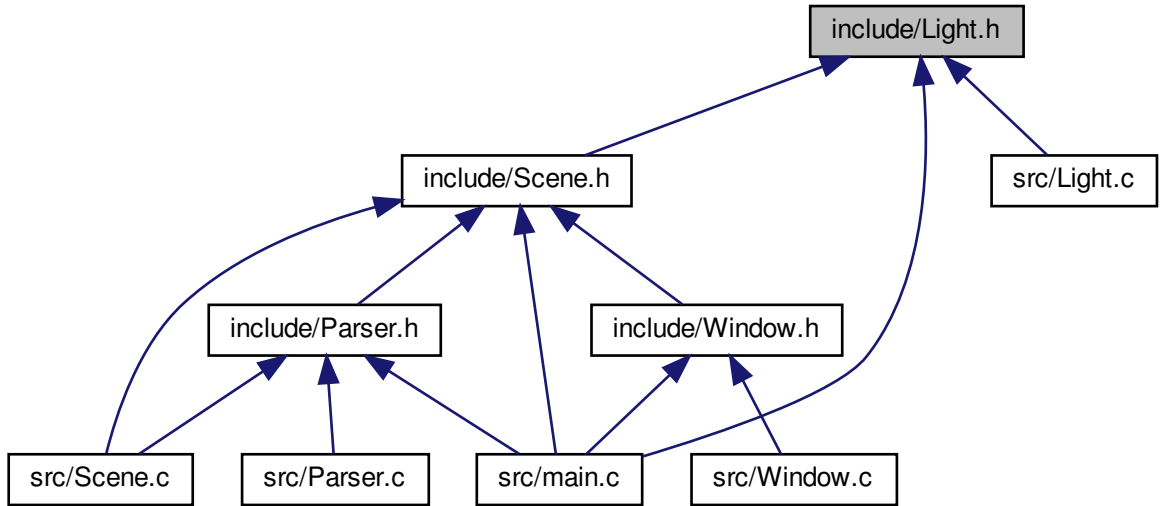 include/Light.h
include/Scene.h
src/Light.c
include/Parser.h
include/Window.h
src/Scene.c
src/Parser.c
src/main.c
src/Window.c